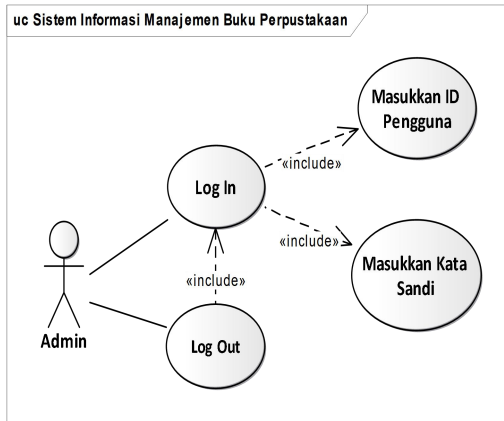 uc Sistem Informasi Manajemen Buku Perpustakaan
Masukkan ID
Pengguna
«include»
Log In
«include»
Masukkan Kata
Sandi
«include»
Admin
Log Out